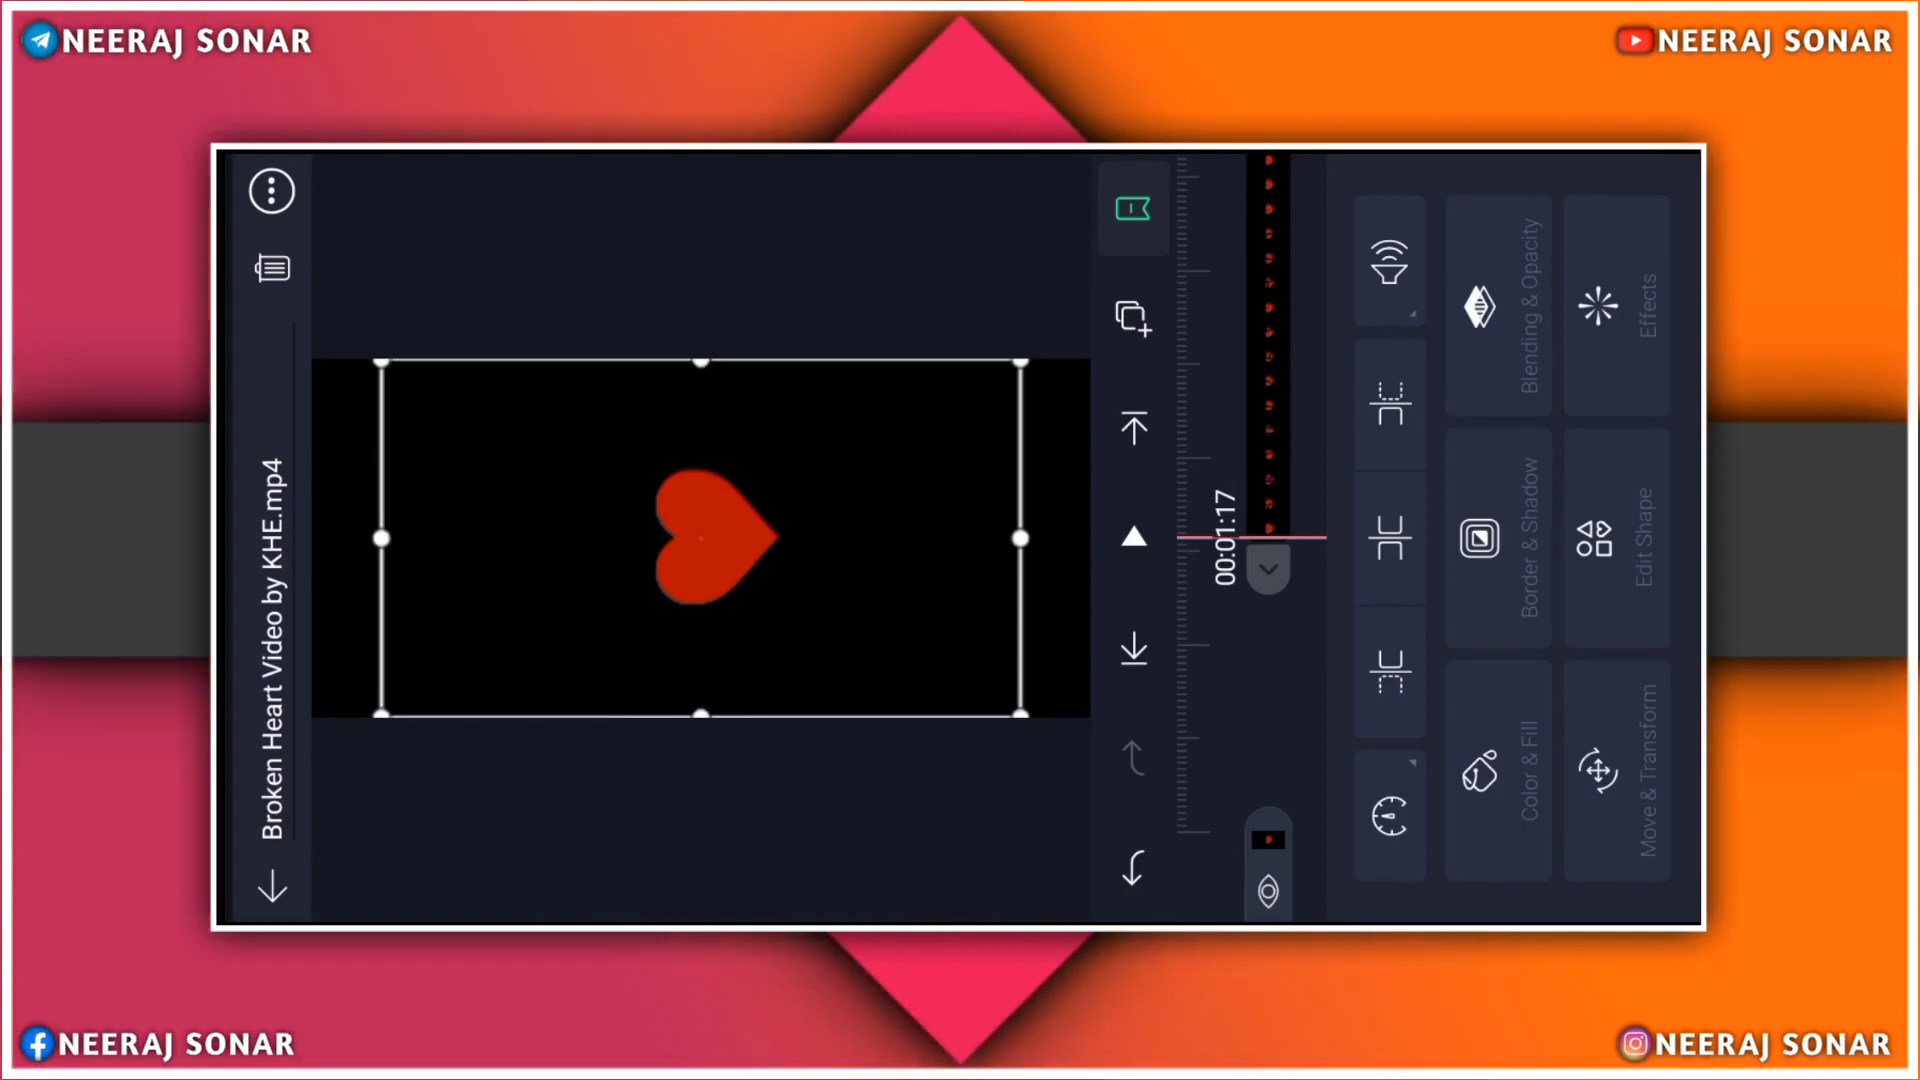 NEERAJ SONAR
NEERAJ SONAR
Broken Heart Video by KHE.mp4
00:01:17
Blending & Opacity
Effects
Border & Shadow
Edit Shape
Color & Fill
Move & Transform
NEERAJ SONAR
NEERAJ SONAR